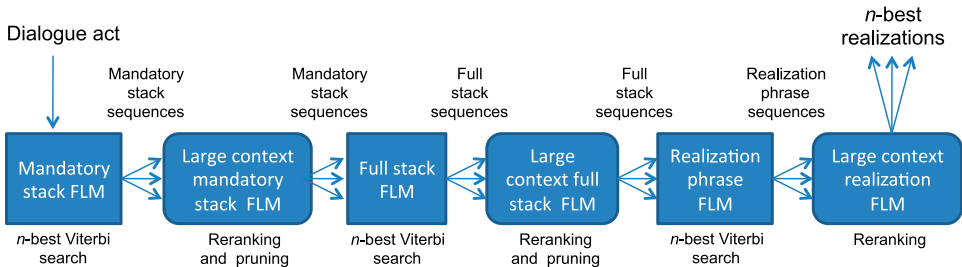 Dialogue act
n-best
realizations
Mandatory
stack
sequences
Mandatory
stack
sequences
Full
stack
sequences
Full
stack
sequences
Realization
phrase
sequences
Mandatory
stack FLM
Large context
mandatory
stack FLM
Full stack
FLM
Large
context full
stack FLM
Realization
phrase
FLM
Large context
realization
FLM
n-best Viterbi
search
Reranking
and pruning
n-best Viterbi
search
Reranking
and pruning
n-best Viterbi
search
Reranking